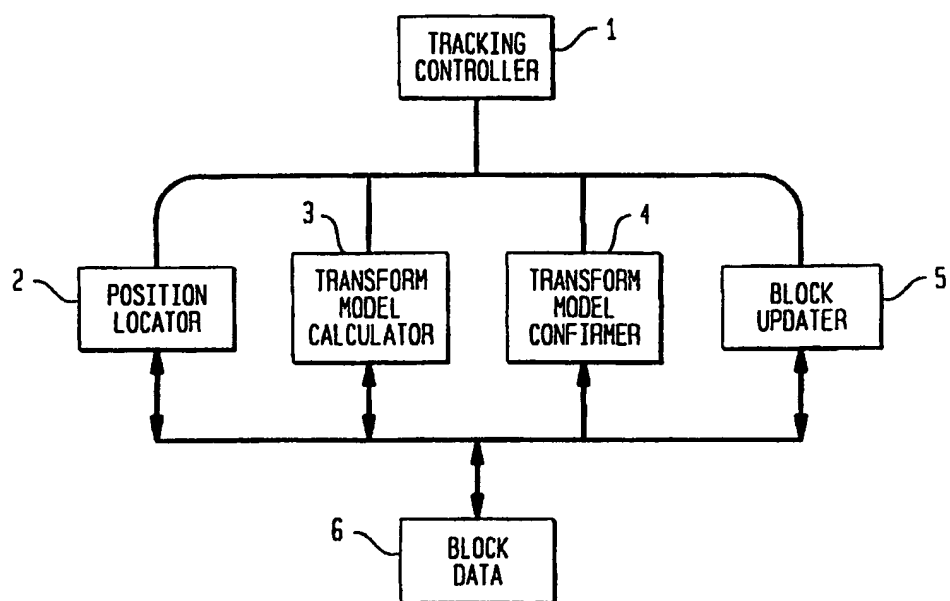 1
TRACKING
CONTROLLER
2
POSITION
LOCATOR
3
TRANSFORM
MODEL
CALCULATOR
4
TRANSFORM
MODEL
CONFIRMER
5
BLOCK
UPDATER
6
BLOCK
DATA